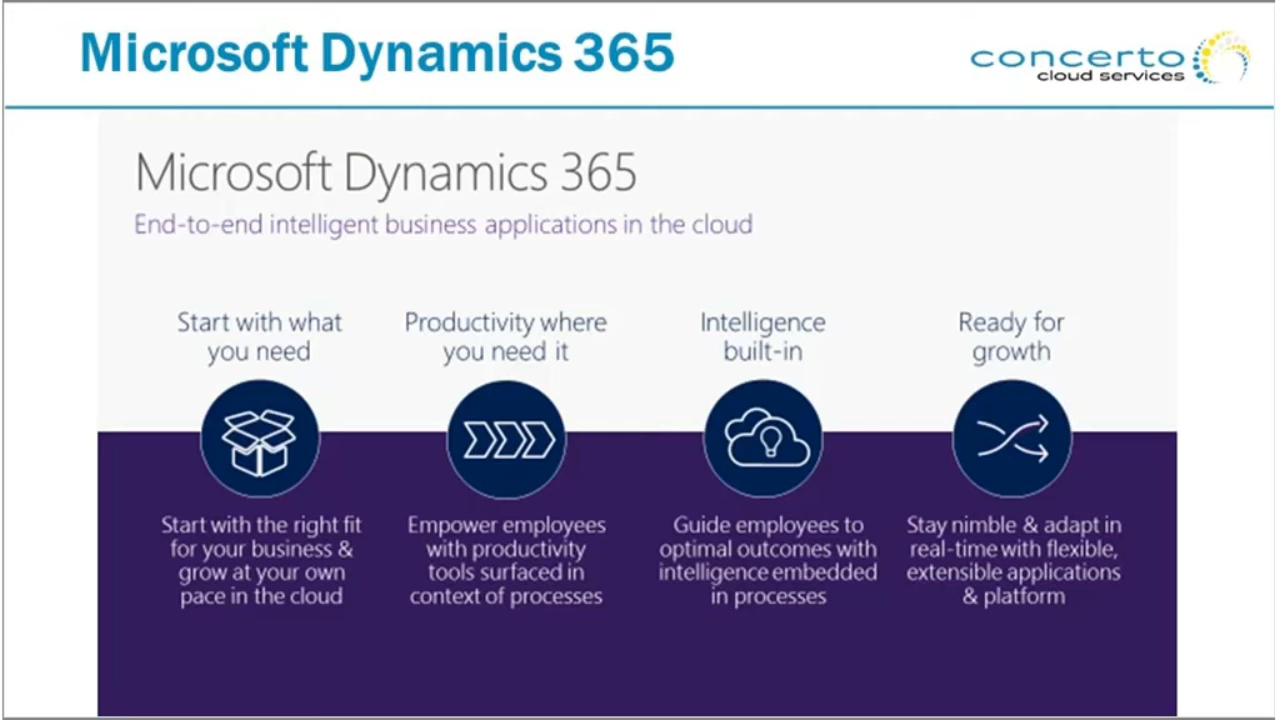 Microsoft Dynamics 365
concerto
cloud services
Microsoft Dynamics 365
End-to-end intelligent business applications in the cloud
Start with what
you need
Productivity where
you need it
Intelligence
built-in
Ready for
growth
Start with the right fit
for your business &
grow at your own
pace in the cloud
Empower employees
with productivity
tools surfaced in
context of processes
Guide employees to
optimal outcomes with
intelligence embedded
in processes
Stay nimble & adapt in
real-time with flexible,
extensible applications
& platform